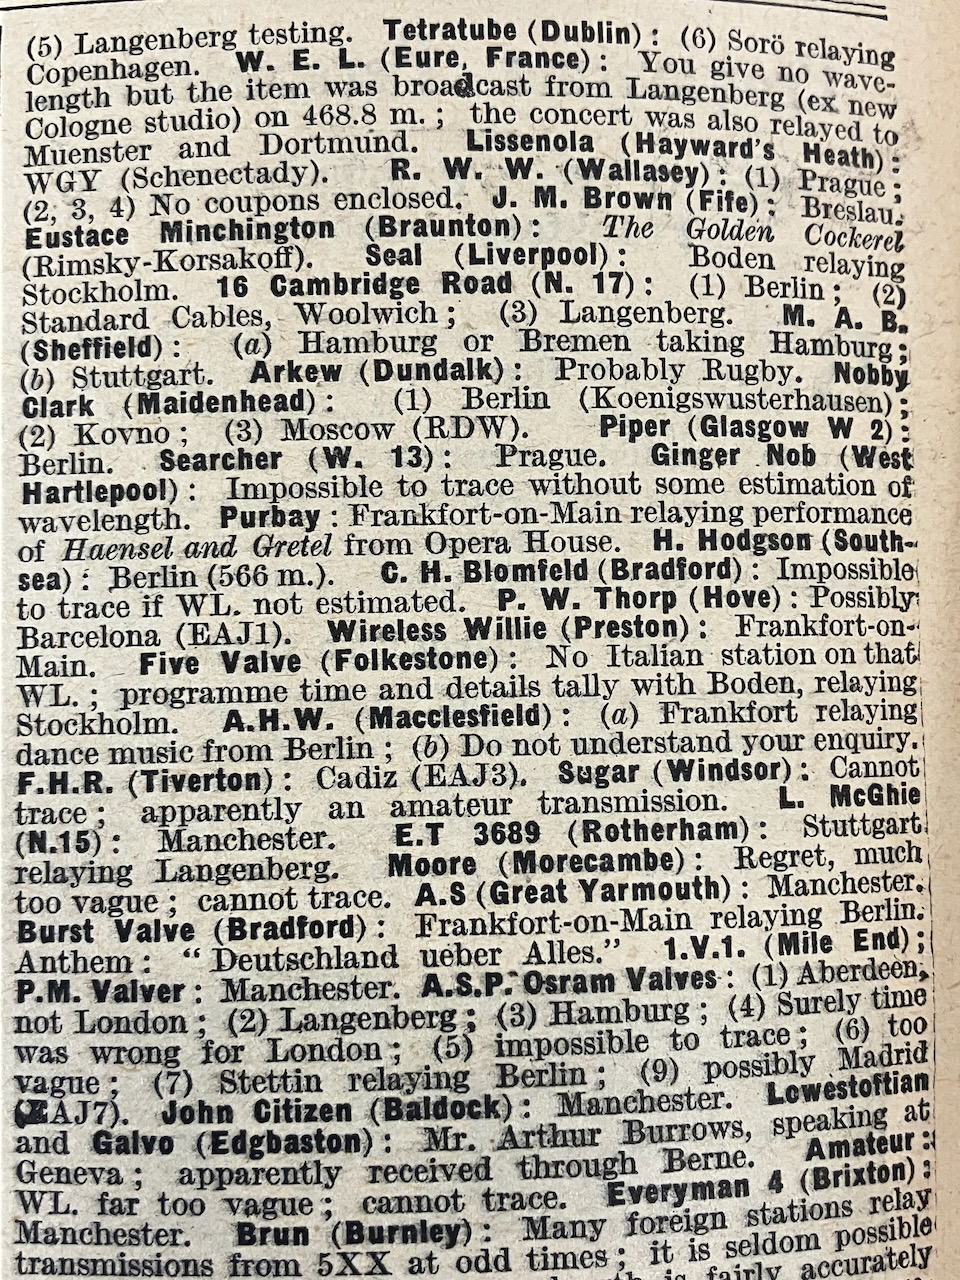 (5) Langenberg testing. Tetratube (Dublin): (6) Sorö relaying
Copenhagen. W. E. L. (Eure, France): You give no wave-
length but the item was broadcast from Langenberg (ex new
Cologne studio) on 468.8 m.; the concert was also relayed to
Muenster and Dortmund. Lissenola (Hayward's Heath):
WGY (Schenectady). R. W. W. (Wallasey): (1) Prague;
(2, 3, 4) No coupons enclosed. J. M. Brown (Fife): Breslau.
Eustace Minchington (Braunton): The Golden Cockerel
(Rimsky-Korsakoff). Seal (Liverpool): Boden relaying
Stockholm. 16 Cambridge Road (N. 17): (1) Berlin; (2)
Standard Cables, Woolwich; (3) Langenberg. M. A. B.
(Sheffield): (a) Hamburg or Bremen taking Hamburg;
(b) Stuttgart. Arkew (Dundalk): Probably Rugby. Nobby
Clark (Maidenhead): (1) Berlin (Koenigswusterhausen);
(2) Kovno; (3) Moscow (RDW). Piper (Glasgow W 2):
Berlin. Searcher (W. 13): Prague. Ginger Nob (West
Hartlepool): Impossible to trace without some estimation of
wavelength. Purbay: Frankfort-on-Main relaying performance
of Haensel and Gretel from Opera House. H. Hodgson (South-
sea): Berlin (566 m.). C. H. Blomfeld (Bradford): Impossible
to trace if WL. not estimated. P. W. Thorp (Hove): Possibly
Barcelona (EAJ1). Wireless Willie (Preston): Frankfort-on-
Main. Five Valve (Folkestone): No Italian station on that
WL.; programme time and details tally with Boden, relaying
Stockholm. A.H.W. (Macclesfield): (a) Frankfort relaying
dance music from Berlin; (b) Do not understand your enquiry.
F.H.R. (Tiverton): Cadiz (EAJ3). Sugar (Windsor): Cannot
trace; apparently an amateur transmission. L. McGhie
(N.15): Manchester. E.T 3689 (Rotherham): Stuttgart
relaying Langenberg. Moore (Morecambe): Regret, much
too vague; cannot trace. A.S (Great Yarmouth): Manchester.
Burst Valve (Bradford): Frankfort-on-Main relaying Berlin.
Anthem: "Deutschland ueber Alles." 1.V.1. (Mile End);
P.M. Valver: Manchester. A.S.P. Osram Valves: (1) Aberdeen,
not London; (2) Langenberg; (3) Hamburg; (4) Surely time
was wrong for London; (5) impossible to trace; (6) too
vague; (7) Stettin relaying Berlin; (9) possibly Madrid
(EAJ7). John Citizen (Baldock): Manchester. Lowestoftian
and Galvo (Edgbaston): Mr. Arthur Burrows, speaking at
Geneva; apparently received through Berne. Amateur:
WL far too vague; cannot trace. Everyman 4 (Brixton):
Manchester. Brun (Burnley): Many foreign stations relay
transmissions from 5XX at odd times; it is seldom possible
is fairly accurately